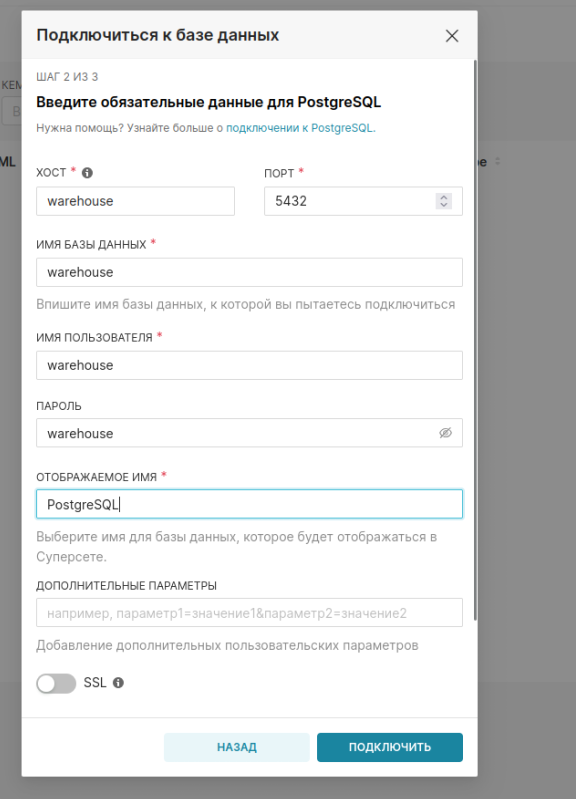 Подключиться к базе данных
ШАГ 2 ИЗ 3
КЕМ
В
Введите обязательные данные для PostgreSQL
Нужна помощь? Узнайте больше о подключении к PostgreSQL.
ML
ре
ХОСТ *
ПОРТ *
warehouse
5432
ИМЯ БАЗЫ ДАННЫХ *
warehouse
Впишите имя базы данных, к которой вы пытаетесь подключиться
ИМЯ ПОЛЬЗОВАТЕЛЯ *
warehouse
ПАРОЛЬ
warehouse
ОТОБРАЖАЕМОЕ ИМЯ *
PostgreSQL
Выберите имя для базы данных, которое будет отображаться в
Суперсете.
ДОПОЛНИТЕЛЬНЫЕ ПАРАМЕТРЫ
например, параметр1=значение1&параметр2=значение2
Добавление дополнительных пользовательских параметров
SSL
НАЗАД
ПОДКЛЮЧИТЬ